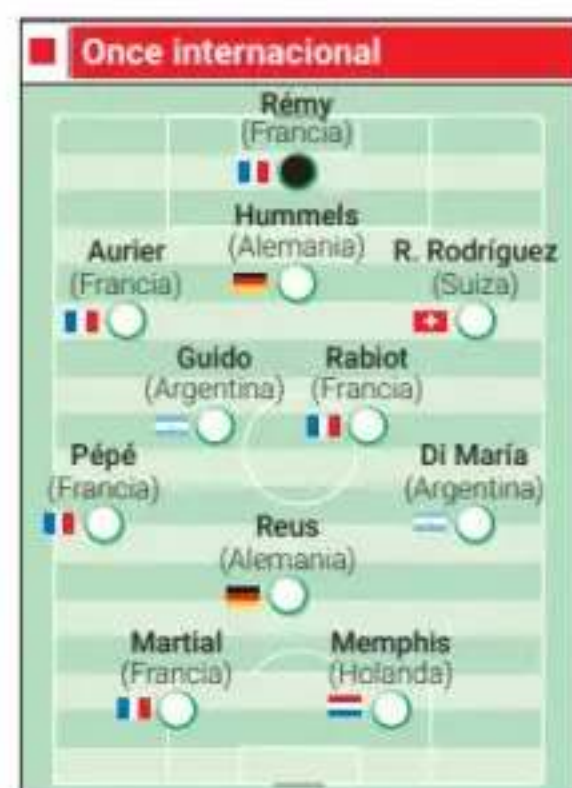 Once internacional
Rémy
(Francia)
Hummels
(Alemania)
Aurier
(Francia)
R. Rodríguez
(Suiza)
Guido
(Argentina)
Rabiot
(Francia)
Pépé
(Francia)
Di María
(Argentina)
Reus
(Alemania)
Martial
(Francia)
Memphis
(Holanda)